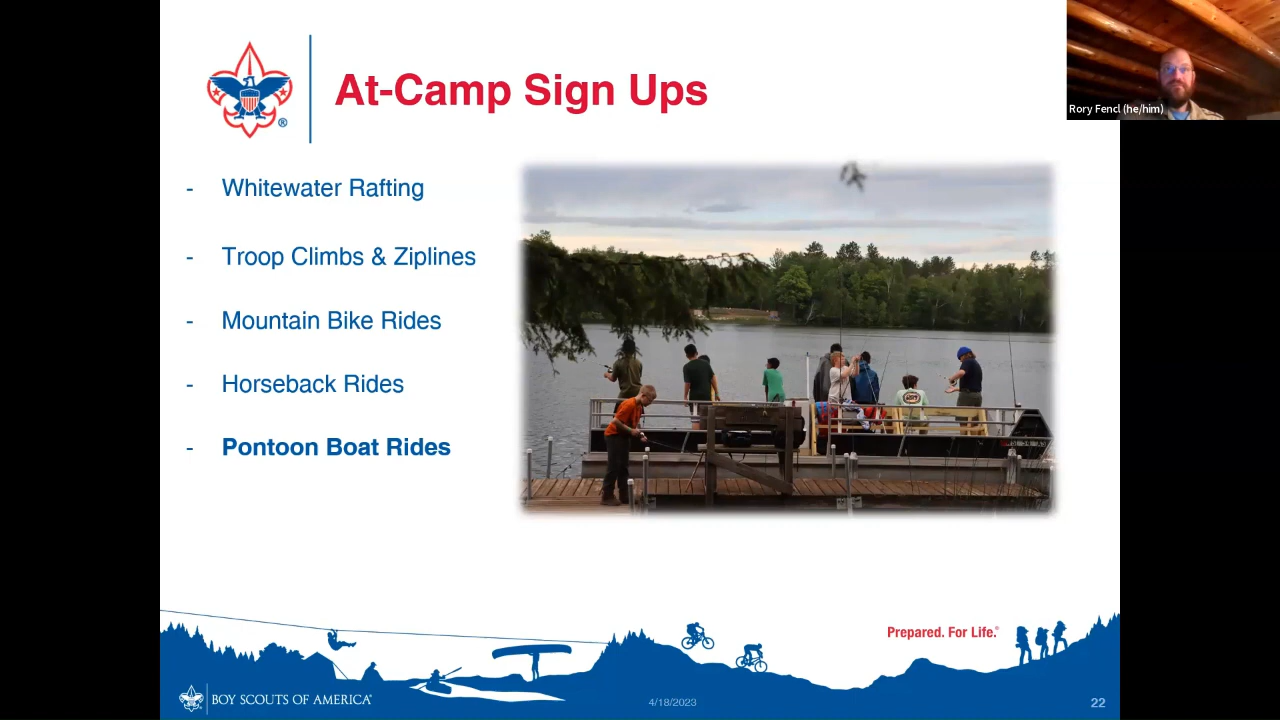 At-Camp Sign Ups
Rory Fencl (he/him)
- Whitewater Rafting
- Troop Climbs & Ziplines
- Mountain Bike Rides
- Horseback Rides
- Pontoon Boat Rides
Prepared. For Life.®
BOY SCOUTS OF AMERICA®
4/18/2023
22